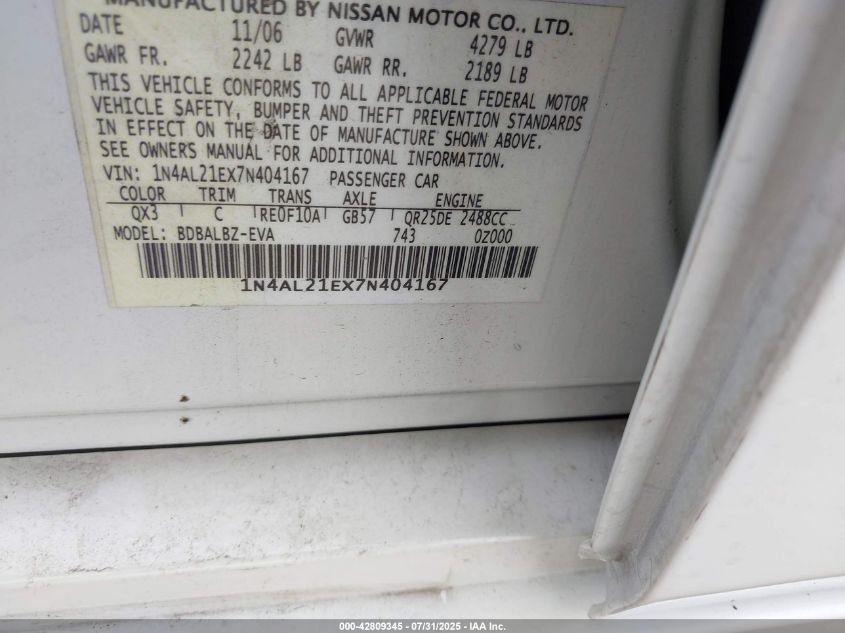 MANUFACTURED BY NISSAN MOTOR CO., LTD.
DATE 11/06 GVWR 4279 LB
GAWR FR. 2242 LB GAWR RR. 2189 LB
THIS VEHICLE CONFORMS TO ALL APPLICABLE FEDERAL MOTOR
VEHICLE SAFETY, BUMPER AND THEFT PREVENTION STANDARDS
IN EFFECT ON THE DATE OF MANUFACTURE SHOWN ABOVE.
SEE OWNERS MANUAL FOR ADDITIONAL INFORMATION.
VIN: 1N4AL21EX7N404167 PASSENGER CAR
COLOR TRIM TRANS AXLE ENGINE
QX3 C RE0F10A GB57 QR25DE 2488CC
MODEL: BDBALBZ-EVA 743 0Z000
1N4AL21EX7N404167
000-42809345 - 07/31/2025 - IAA Inc.